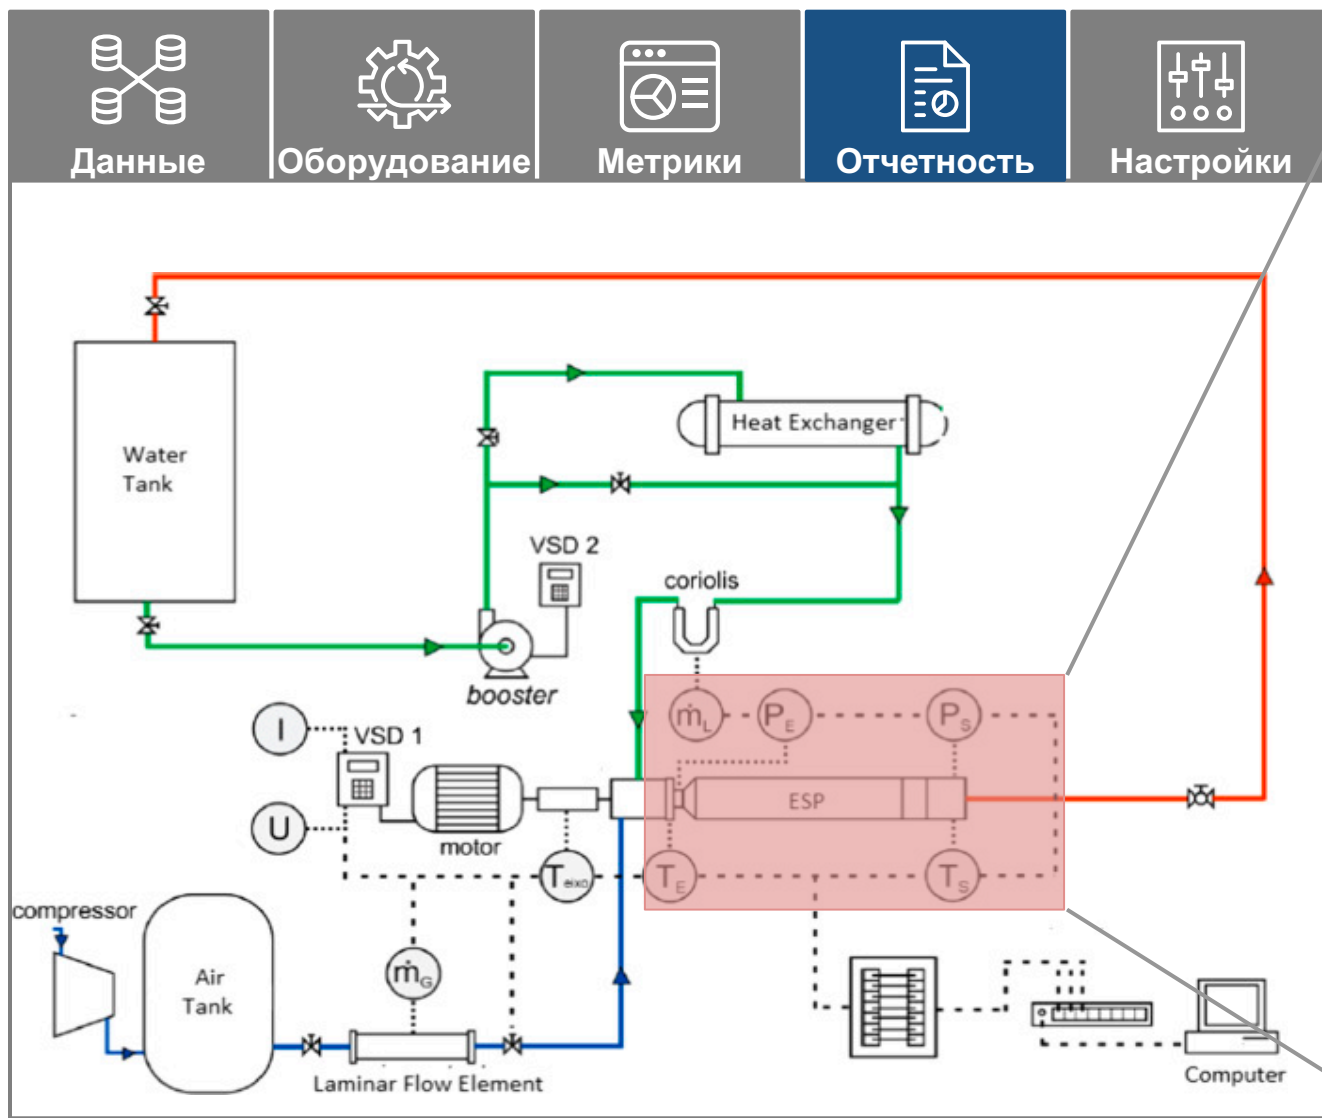 Данные
Оборудование
Метрики
Отчетность
Настройки
Heat Exchanger
Water
Tank
VSD 2
coriolis
booster
ṁL
PE
PS
I
VSD 1
ESP
U
motor
Teixo
TE
TS
compressor
Air
Tank
ṁG
Laminar Flow Element
Computer